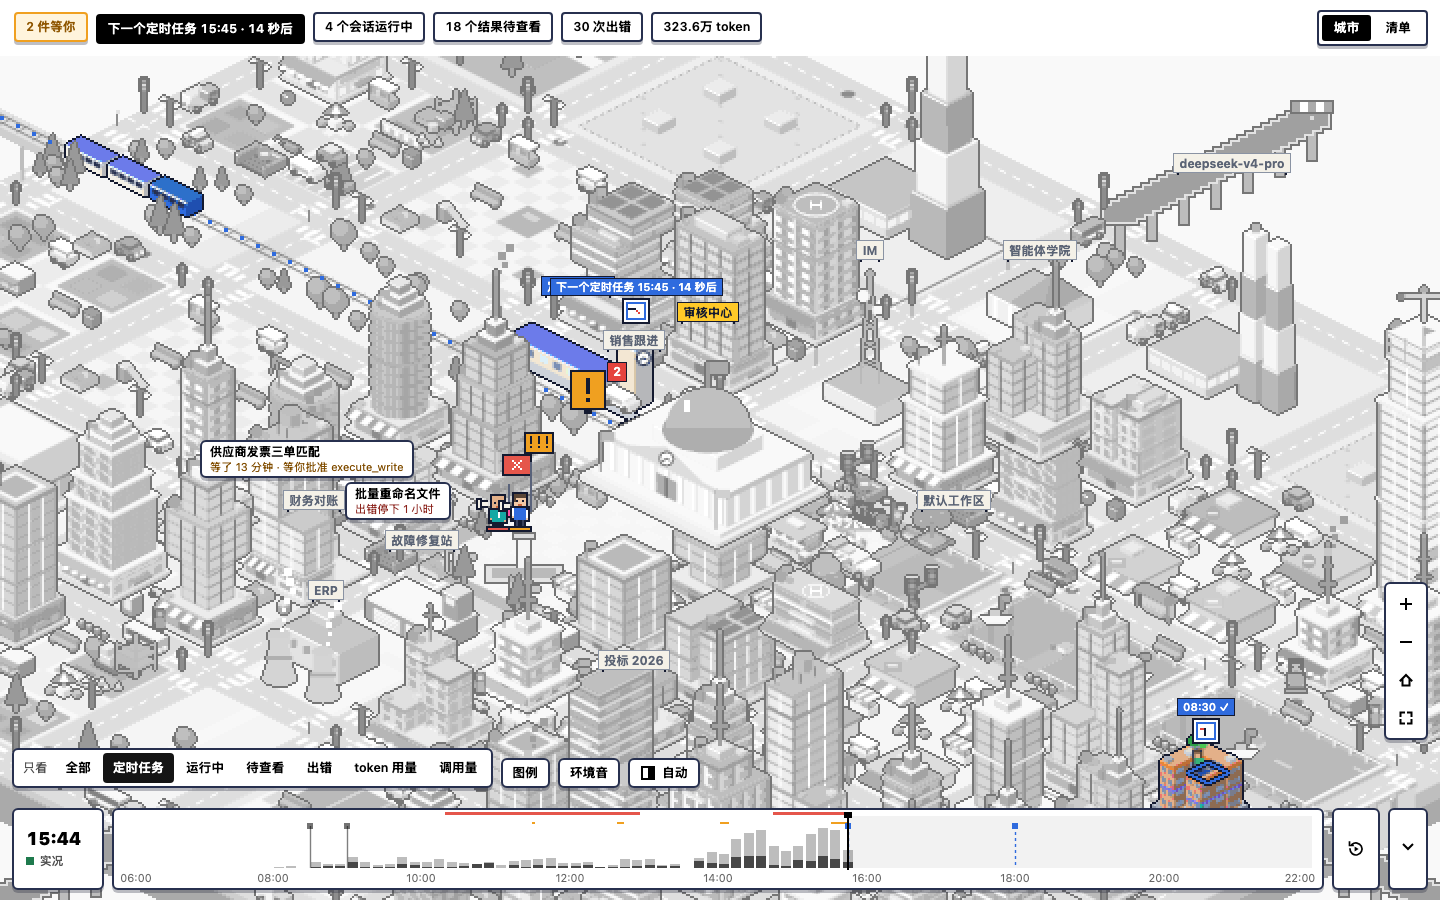 2 件等你
下一个定时任务 15:45 · 14 秒后
4 个会话运行中
18 个结果待查看
30 次出错
323.6万 token
城市
清单
deepseek-v4-pro
IM
智能体学院
下一个定时任务 15:45 · 14 秒后
审核中心
销售跟进
2
!
!!!
供应商发票三单匹配
等了 13 分钟 · 等你批准 execute_write
财务对账
批量重命名文件
出错停下 1 小时
故障修复站
默认工作区
ERP
投标 2026
08:30 ✓
只看
全部
定时任务
运行中
待查看
出错
token 用量
调用量
图例
环境音
自动
15:44
实况
06:00
08:00
10:00
12:00
14:00
16:00
18:00
20:00
22:00